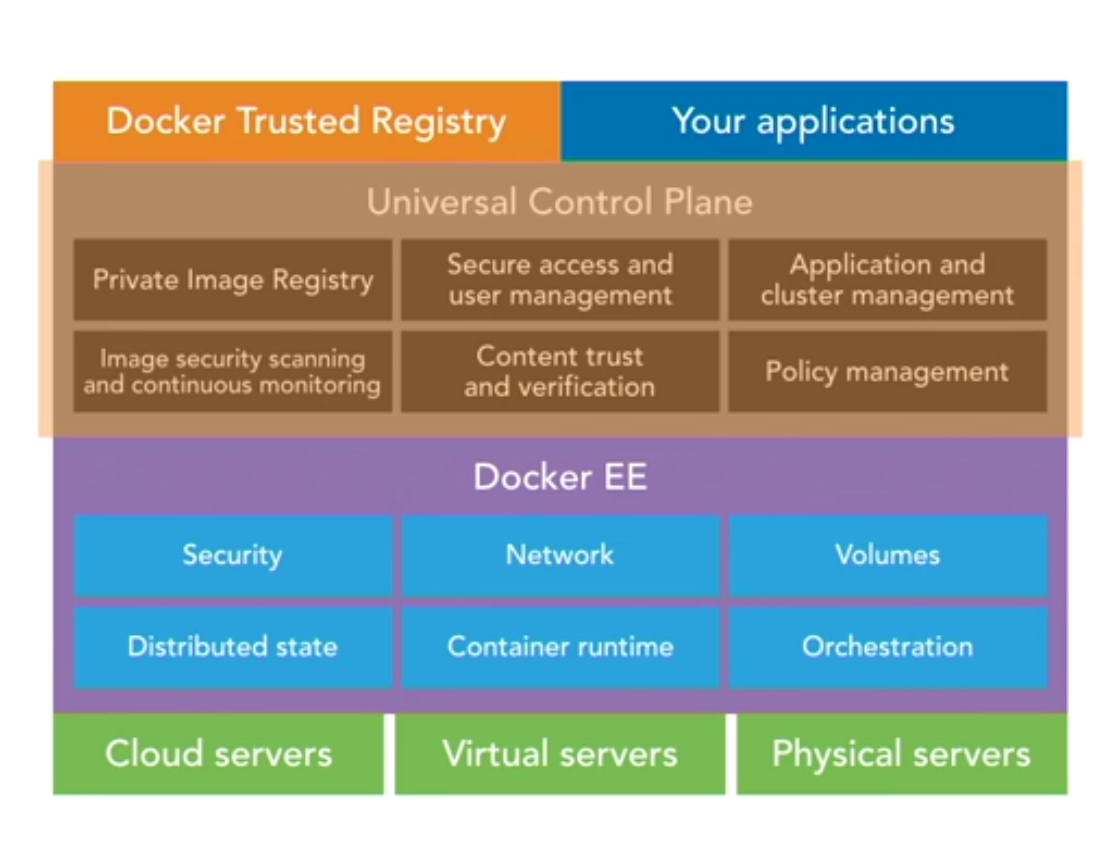 Docker Trusted Registry
Your applications
Universal Control Plane
Private Image Registry
Secure access and
user management
Application and
cluster management
Image security scanning
and continuous monitoring
Content trust
and verification
Policy management
Docker EE
Security
Network
Volumes
Distributed state
Container runtime
Orchestration
Cloud servers
Virtual servers
Physical servers